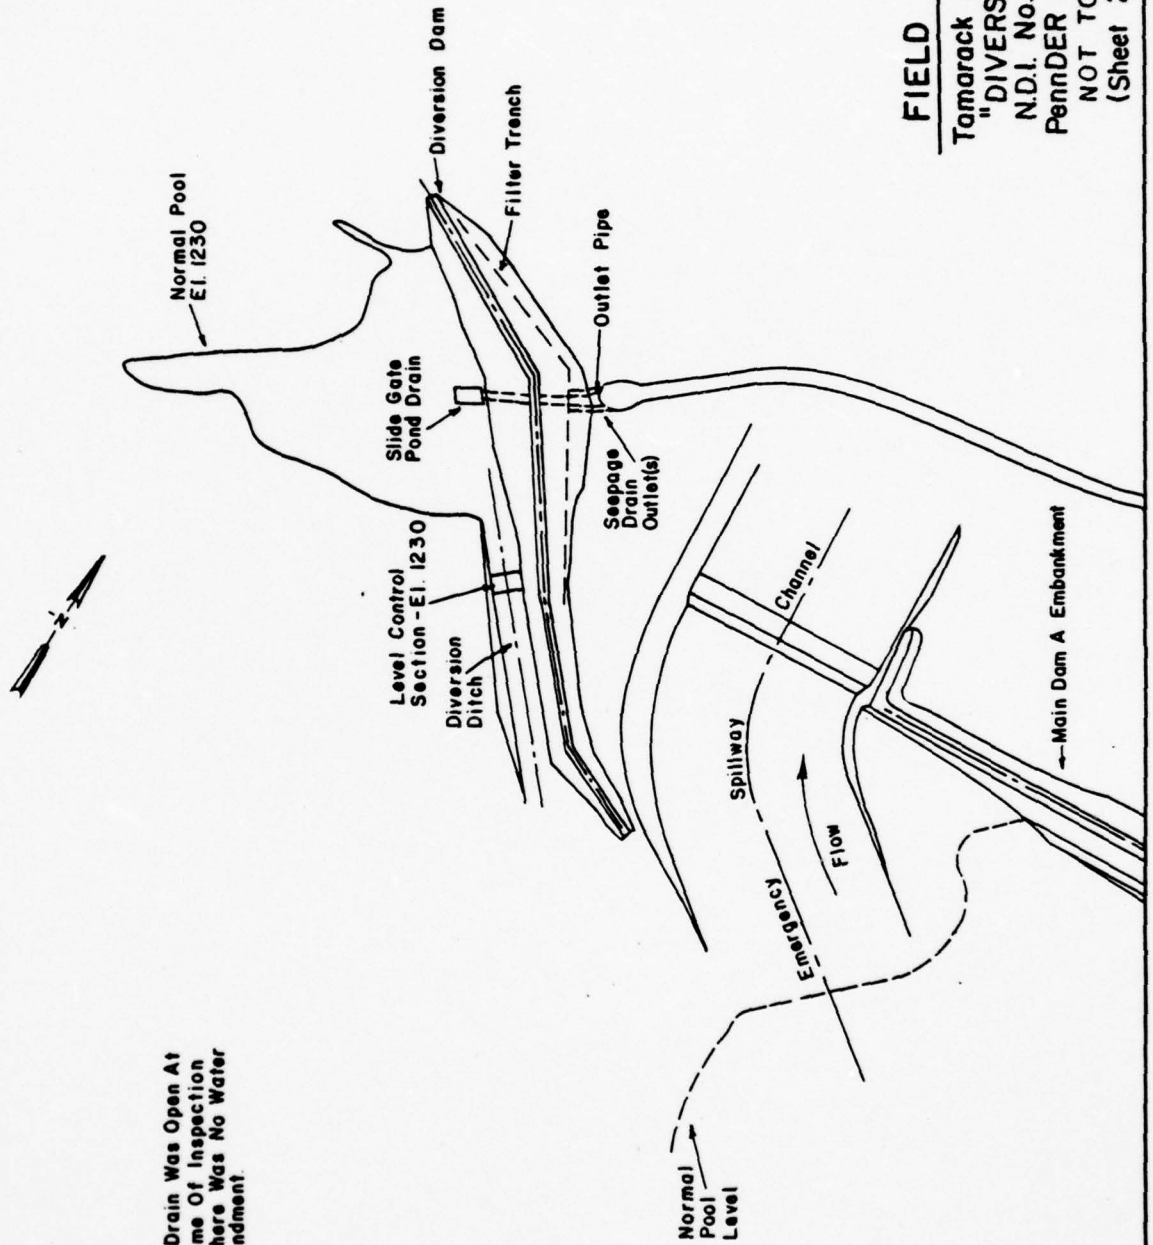 Drain Was Open At
me Of Inspection
here Was No Water
ndment.
N
Normal Pool
El. 1230
Diversion Dam
Filter Trench
Slide Gate
Pond Drain
Outlet Pipe
Level Control
Section - El. 1230
Diversion
Ditch
Seepage
Drain
Outlet(s)
Emergency Spillway Channel
Flow
Normal
Pool
Level
Main Dam A Embankment
FIELD
Tamarack
"DIVERS
N.D.I. No.
PennDER
NOT TO
(Sheet 2